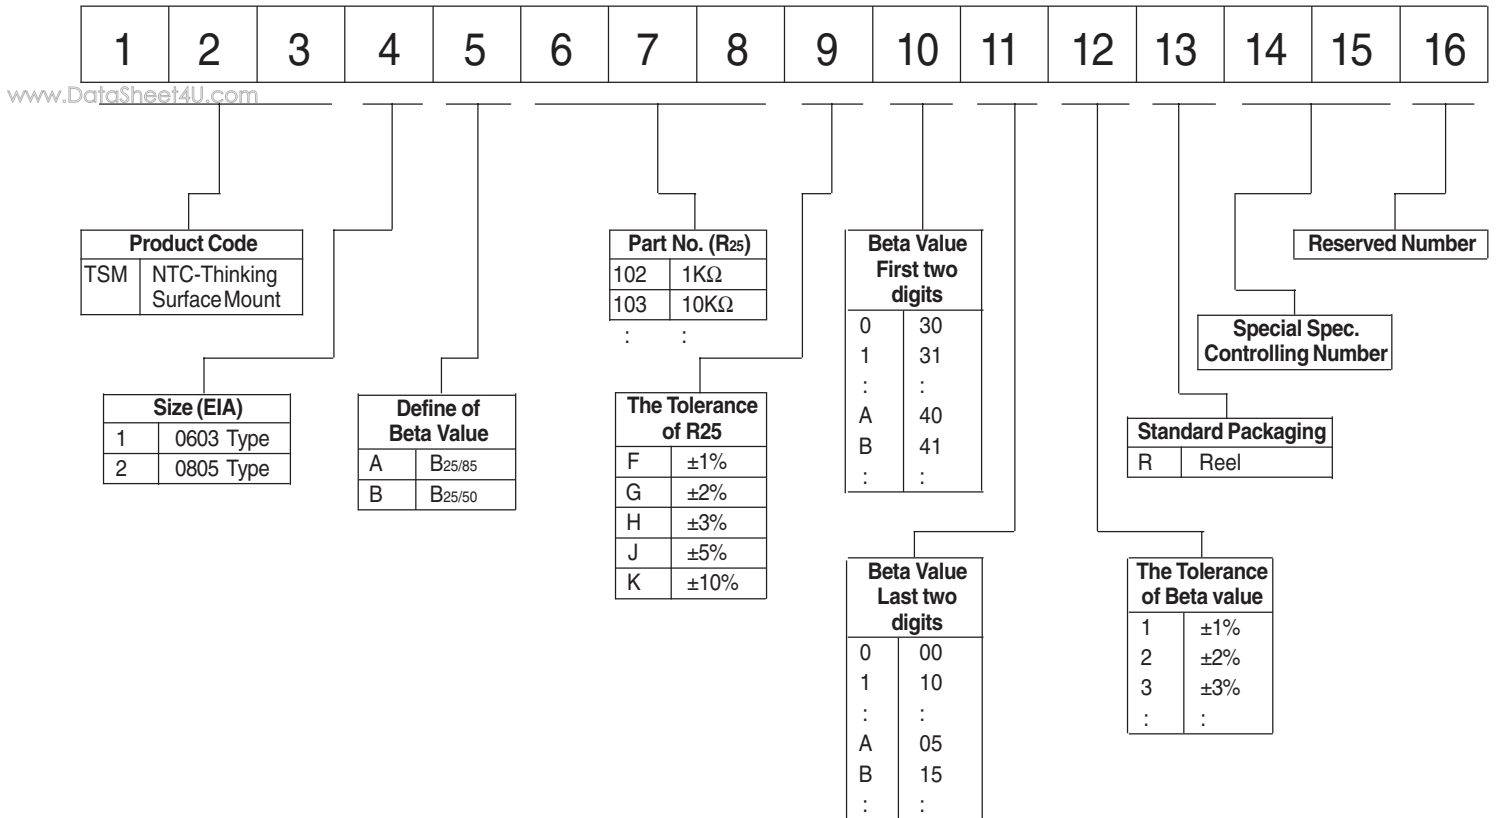 1 2 3 4 5 6 7 8 9 10 11 12 13 14 15 16
www.DataSheet4U.com
Product Code
TSM NTC-Thinking
Surface Mount
Size (EIA)
1 0603 Type
2 0805 Type
Define of
Beta Value
A B25/85
B B25/50
Part No. (R25)
102 1KΩ
103 10KΩ
: :
The Tolerance
of R25
F ±1%
G ±2%
H ±3%
J ±5%
K ±10%
Beta Value
First two
digits
0 30
1 31
: :
A 40
B 41
: :
Beta Value
Last two
digits
0 00
1 10
: :
A 05
B 15
: :
The Tolerance
of Beta value
1 ±1%
2 ±2%
3 ±3%
: :
Standard Packaging
R Reel
Special Spec.
Controlling Number
Reserved Number